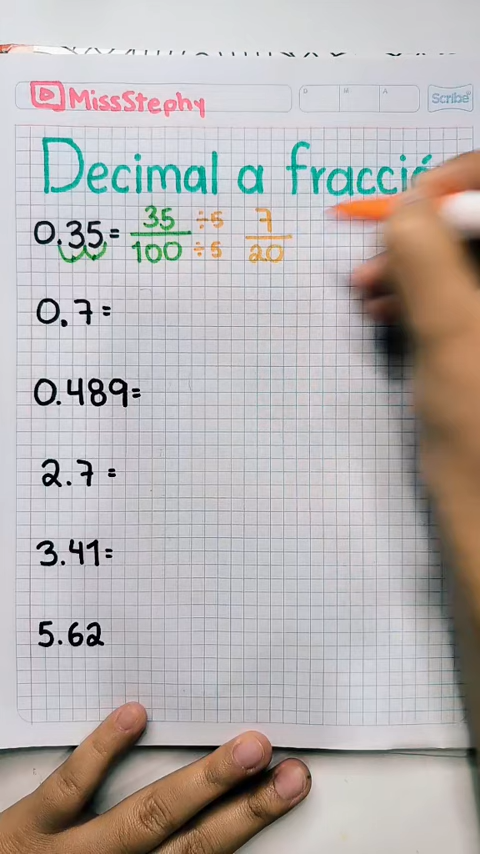 MissStephy
D M A
Scribe
Decimal a fracció
0.35= 35/100 ÷5 ÷5 7/20
0.7=
0.489=
2.7=
3.41=
5.62